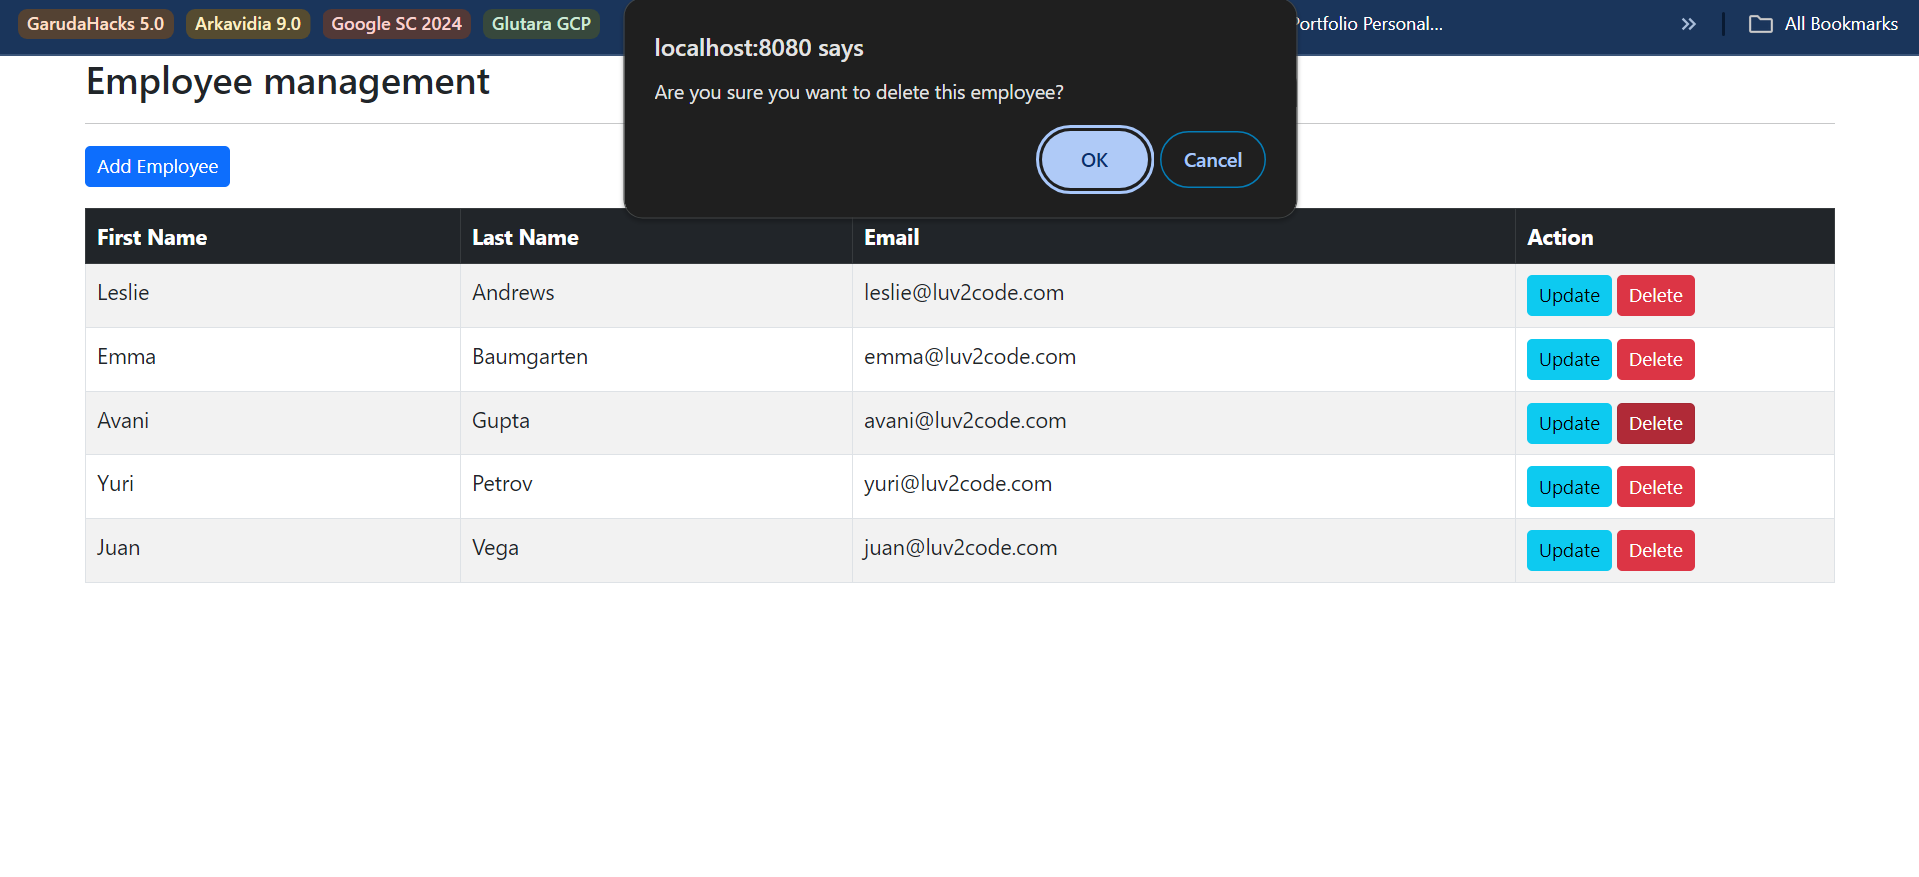 GarudaHacks 5.0 Arkavidia 9.0 Google SC 2024 Glutara GCP Portfolio Personal... » All Bookmarks
localhost:8080 says
Are you sure you want to delete this employee?
OK Cancel
Employee management
Add Employee
First Name Last Name Email Action
Leslie Andrews leslie@luv2code.com Update Delete
Emma Baumgarten emma@luv2code.com Update Delete
Avani Gupta avani@luv2code.com Update Delete
Yuri Petrov yuri@luv2code.com Update Delete
Juan Vega juan@luv2code.com Update Delete